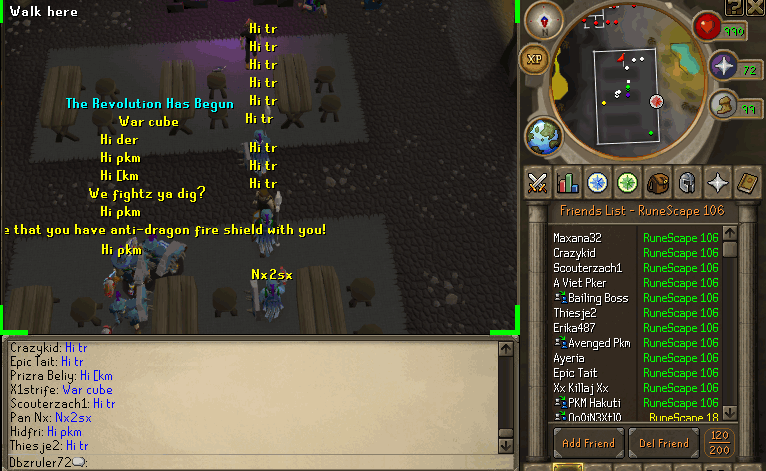 Walk here
Hi tr
Hi tr
Hi tr
Hi tr
Hi tr
The Revolution Has Begun
War cube
Hi tr
Hi der
Hi tr
Hi pkm
Hi tr
Hi [km
Hi tr
We fightz ya dig?
Hi pkm
e that you have anti-dragon fire shield with you!
Hi pkm
Nx2sx
Crazykid: Hi tr
Epic Tait: Hi tr
Prizra Beliy: Hi [km
X1strife: War cube
Scouterzach1: Hi tr
Pan Nx: Nx2sx
Hidfri: Hi pkm
Thiesje2: Hi tr
Dbzruler72:
N
XP
990
72
99
?
Friends List - RuneScape 106
Maxana32 RuneScape 106
Crazykid RuneScape 106
Scouterzach1 RuneScape 106
A Viet Pker RuneScape 106
Bailing Boss RuneScape 106
Thiesje2 RuneScape 106
Erika487 RuneScape 106
Avenged Pkm RuneScape 106
Ayeria RuneScape 106
Epic Tait RuneScape 106
Xx Killaj Xx RuneScape 106
PKM Hakuti RuneScape 106
RuneScape 18
Add Friend
Del Friend
120
200